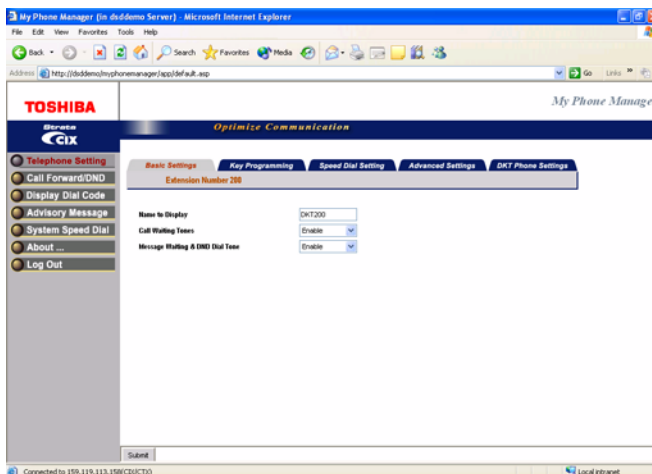 My Phone Manager (in dsddemo Server) - Microsoft Internet Explorer
File Edit View Favorites Tools Help
Back Search Favorites Media
Address http://dsddemo/myphonemanager/app/default.asp Go Links »
TOSHIBA
My Phone Manage
Strata CIX
Optimize Communication
Telephone Setting
Call Forward/DND
Display Dial Code
Advisory Message
System Speed Dial
About ...
Log Out
Basic Settings Key Programming Speed Dial Setting Advanced Settings DKT Phone Settings
Extension Number 200
Name to Display DKT200
Call Waiting Tones Enable
Message Waiting & DND Dial Tone Enable
Submit
Connected to 159.119.113.158(CIX/CTX) Local intranet